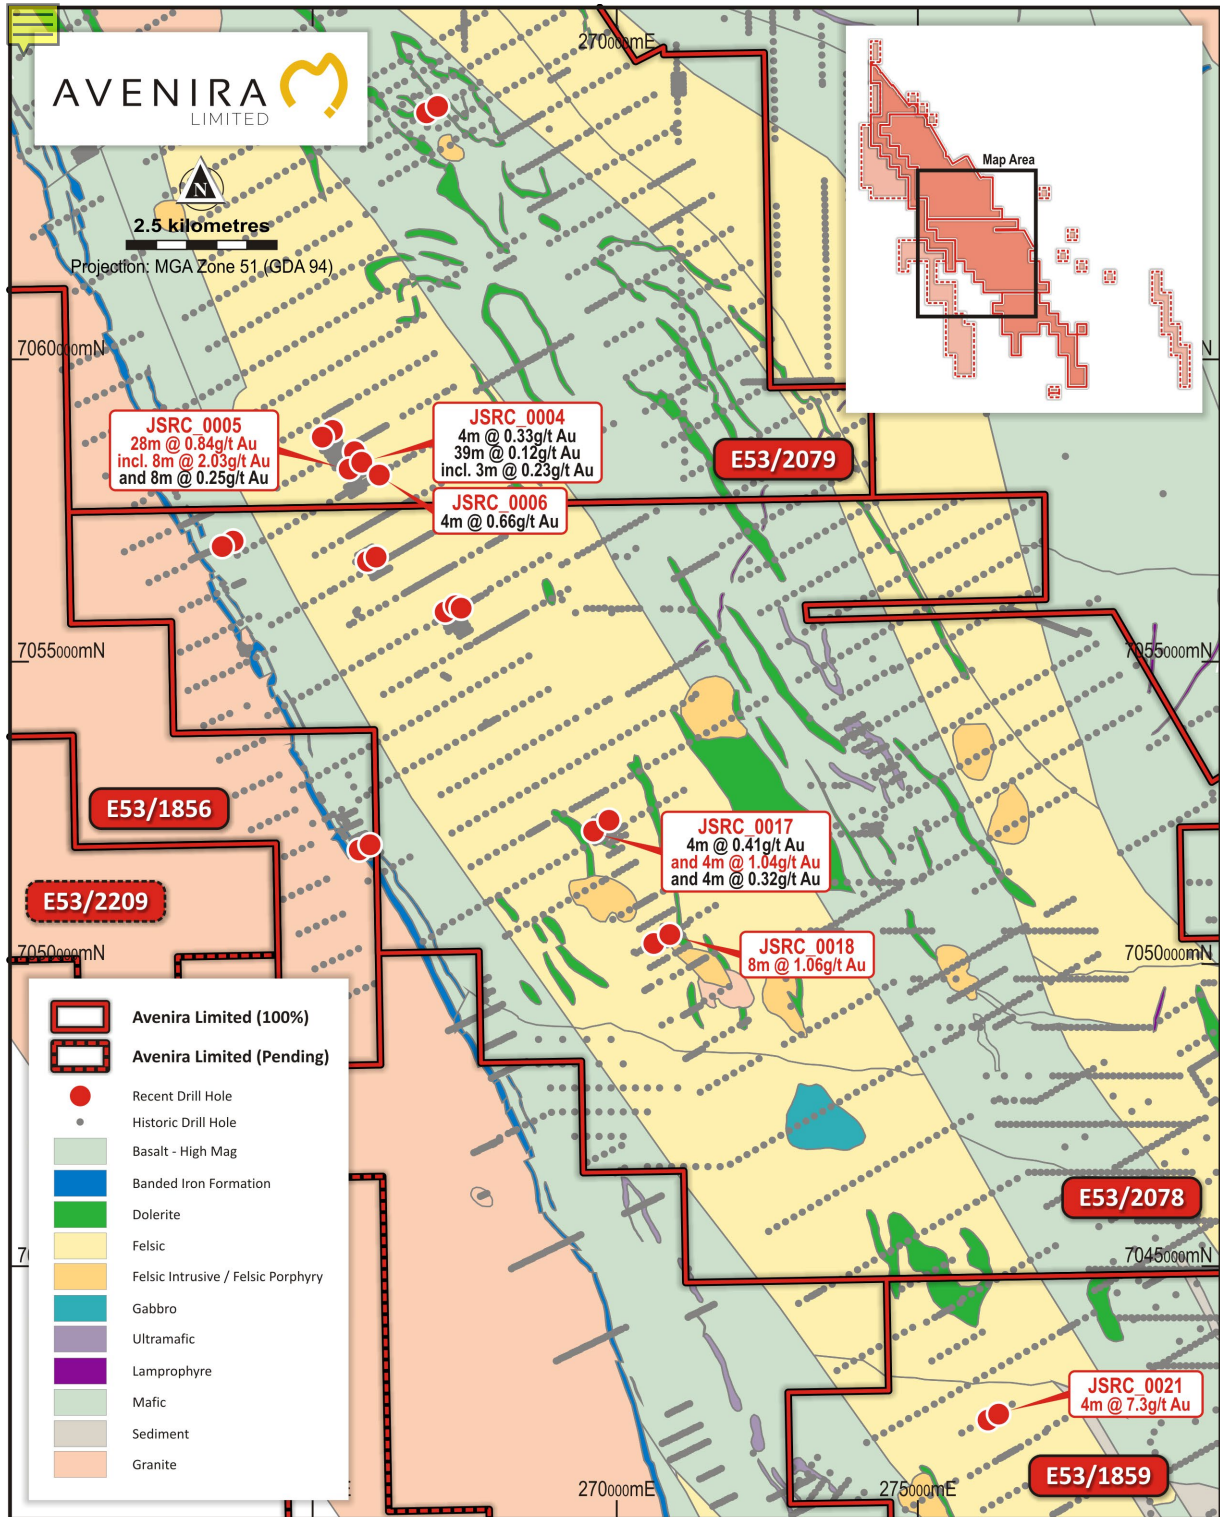 270000mE
AVENIRA
LIMITED
N
2.5 kilometres
Projection: MGA Zone 51 (GDA 94)
Map Area
7060000mN
N
JSRC_0005
28m @ 0.84g/t Au
incl. 8m @ 2.03g/t Au
and 8m @ 0.25g/t Au
JSRC_0004
4m @ 0.33g/t Au
39m @ 0.12g/t Au
incl. 3m @ 0.23g/t Au
E53/2079
JSRC_0006
4m @ 0.66g/t Au
7055000mN
7055000mN
E53/1856
JSRC_0017
4m @ 0.41g/t Au
and 4m @ 1.04g/t Au
and 4m @ 0.32g/t Au
E53/2209
JSRC_0018
8m @ 1.06g/t Au
7050000mN
7050000mN
Avenira Limited (100%)
Avenira Limited (Pending)
Recent Drill Hole
Historic Drill Hole
Basalt - High Mag
Banded Iron Formation
Dolerite
Felsic
Felsic Intrusive / Felsic Porphyry
Gabbro
Ultramafic
Lamprophyre
Mafic
Sediment
Granite
E53/2078
70
7045000mN
JSRC_0021
4m @ 7.3g/t Au
E53/1859
E
270000mE
275000mE